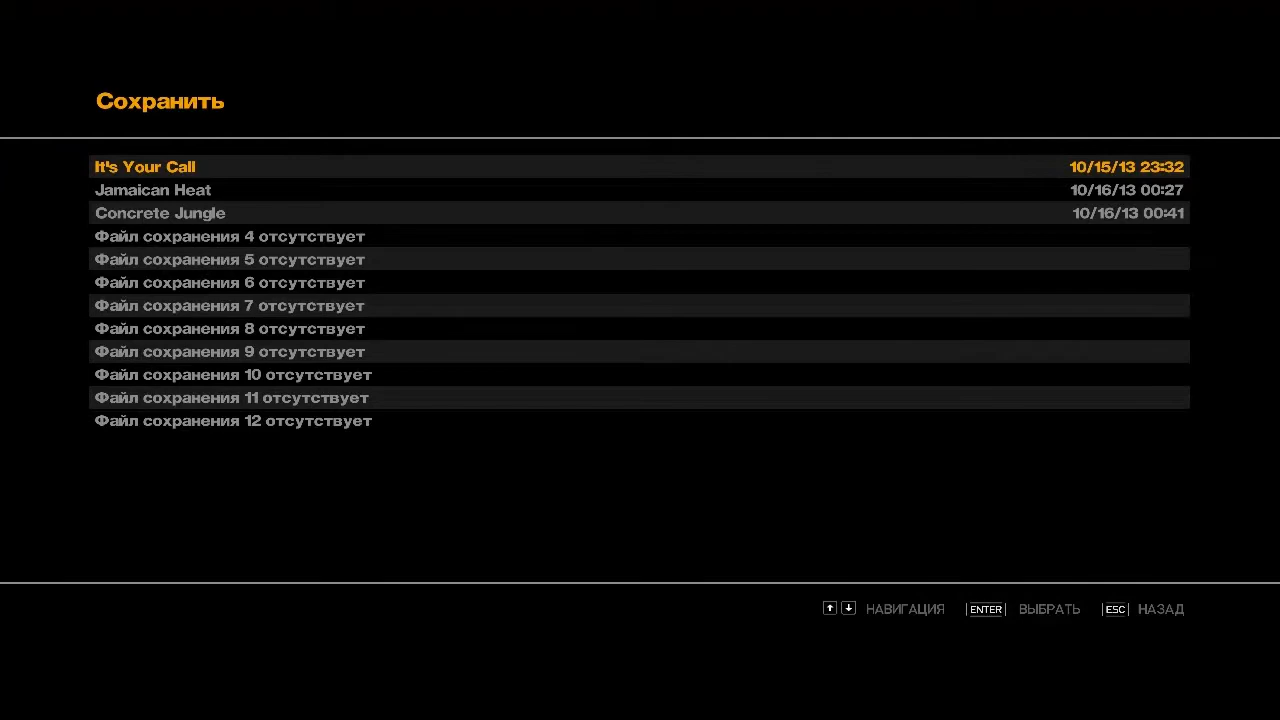 Сохранить
It's Your Call 10/15/13 23:32
Jamaican Heat 10/16/13 00:27
Concrete Jungle 10/16/13 00:41
Файл сохранения 4 отсутствует
Файл сохранения 5 отсутствует
Файл сохранения 6 отсутствует
Файл сохранения 7 отсутствует
Файл сохранения 8 отсутствует
Файл сохранения 9 отсутствует
Файл сохранения 10 отсутствует
Файл сохранения 11 отсутствует
Файл сохранения 12 отсутствует
НАВИГАЦИЯ ENTER ВЫБРАТЬ ESC НАЗАД